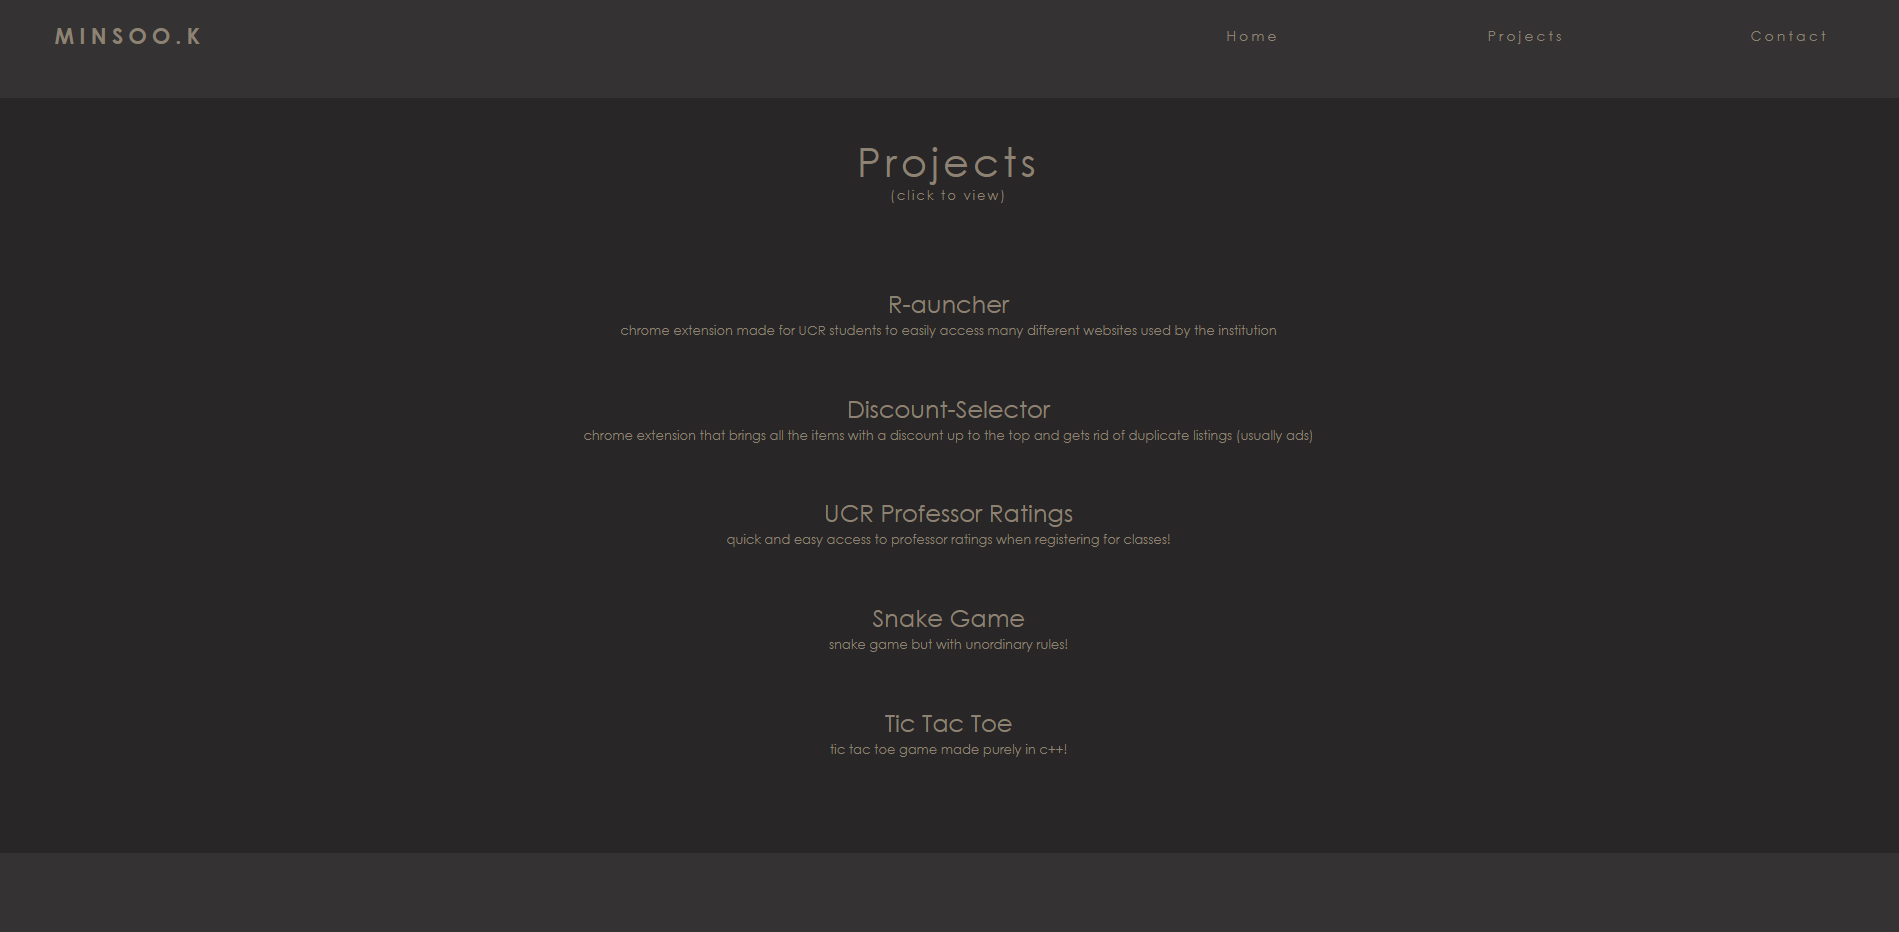 MINSOO.K
Home
Projects
Contact
Projects
(click to view)
R-auncher
chrome extension made for UCR students to easily access many different websites used by the institution
Discount-Selector
chrome extension that brings all the items with a discount up to the top and gets rid of duplicate listings (usually ads)
UCR Professor Ratings
quick and easy access to professor ratings when registering for classes!
Snake Game
snake game but with unordinary rules!
Tic Tac Toe
tic tac toe game made purely in c++!